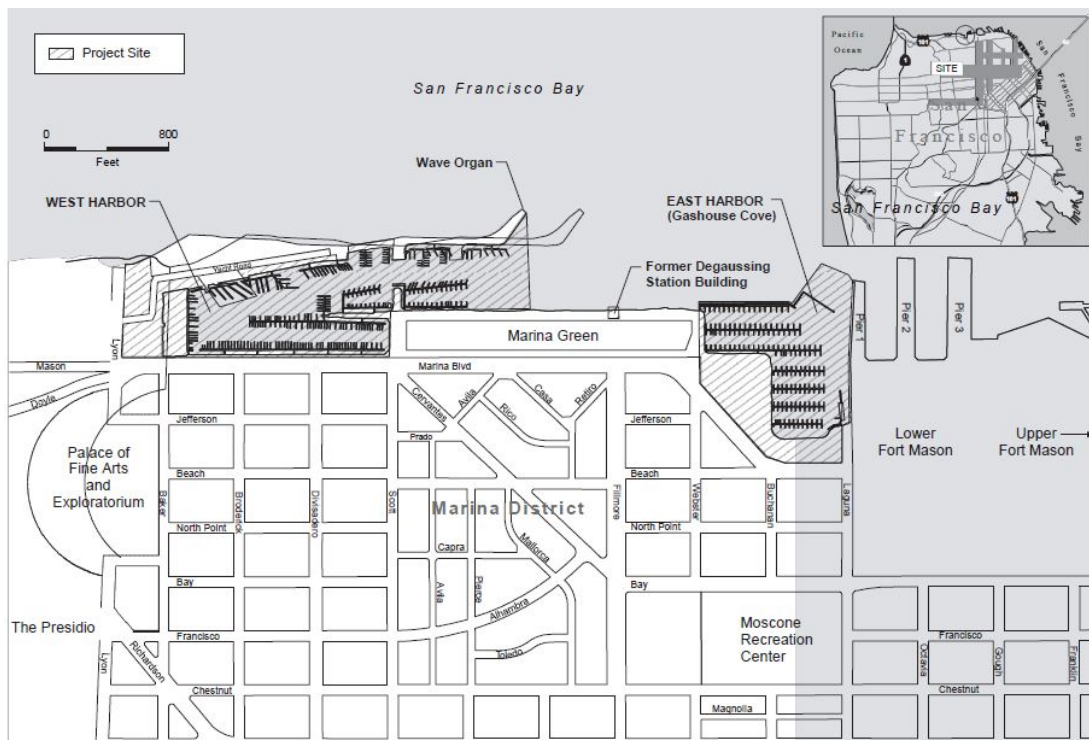 Project Site
0 800
Feet
San Francisco Bay
Pacific
Ocean
SITE
San
Francisco
San
Francisco
Bay
San Francisco Bay
Wave Organ
WEST HARBOR
EAST HARBOR
(Gashouse Cove)
Yacht Road
Former Degaussing
Station Building
Marina Green
Pier 1
Pier 2
Pier 3
Lyon
Mason
Doyle
Marina Blvd
Cervantes
Avila
Rico
Casa
Retiro
Jefferson
Jefferson
Prado
Palace of
Fine Arts
and
Exploratorium
Lower
Fort Mason
Upper
Fort Mason
Beach
Beach
Baker
Broderick
Divisadero
Scott
Marina District
Fillmore
Webster
Buchanan
Laguna
North Point
North Point
Capra
Mallorca
Bay
Bay
Avila
Pierce
Alhambra
The Presidio
Francisco
Moscone
Recreation
Center
Francisco
Lyon
Richardson
Toledo
Octavia
Gough
Franklin
Chestnut
Chestnut
Magnolia